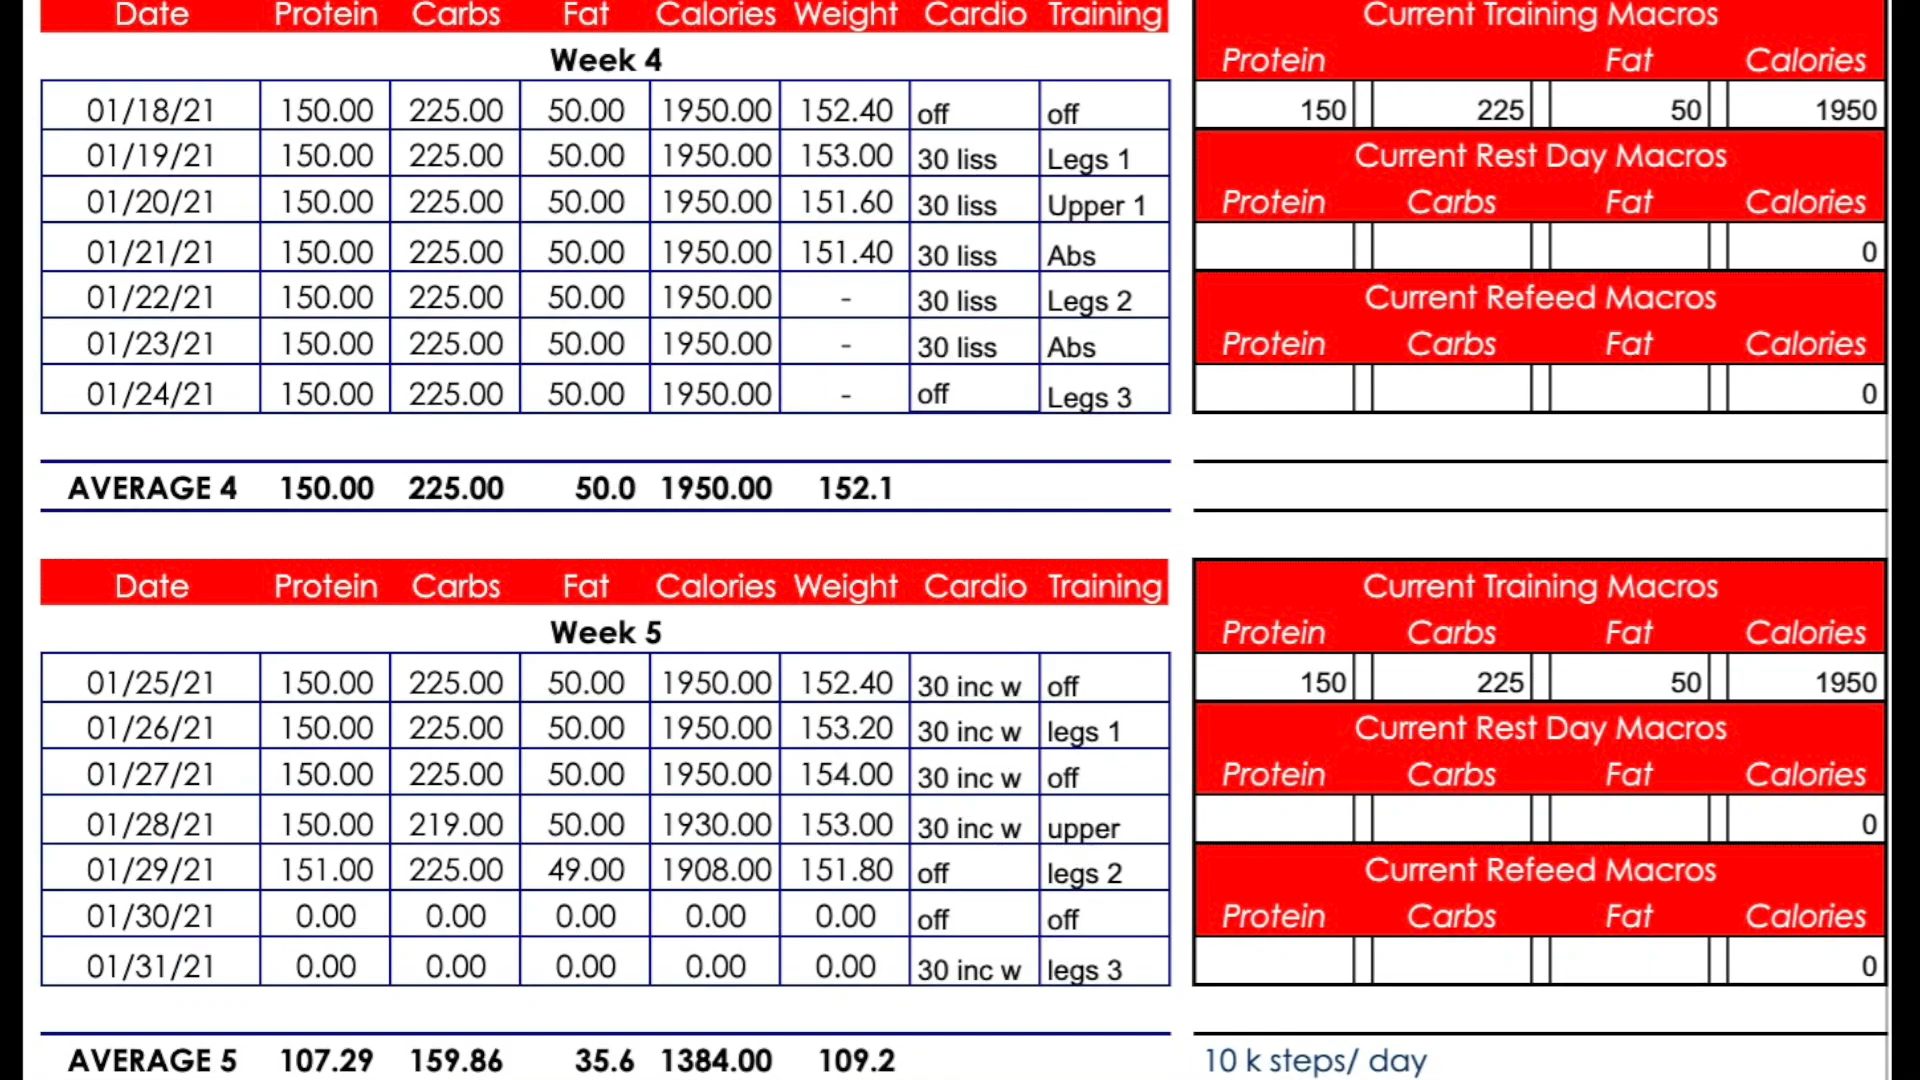 Date Protein Carbs Fat Calories Weight Cardio Training
Week 4
01/18/21 150.00 225.00 50.00 1950.00 152.40 off off
01/19/21 150.00 225.00 50.00 1950.00 153.00 30 liss Legs 1
01/20/21 150.00 225.00 50.00 1950.00 151.60 30 liss Upper 1
01/21/21 150.00 225.00 50.00 1950.00 151.40 30 liss Abs
01/22/21 150.00 225.00 50.00 1950.00 - 30 liss Legs 2
01/23/21 150.00 225.00 50.00 1950.00 - 30 liss Abs
01/24/21 150.00 225.00 50.00 1950.00 - off Legs 3
AVERAGE 4 150.00 225.00 50.0 1950.00 152.1
Current Training Macros
Protein Fat Calories
150 225 50 1950
Current Rest Day Macros
Protein Carbs Fat Calories
0
Current Refeed Macros
Protein Carbs Fat Calories
0
Date Protein Carbs Fat Calories Weight Cardio Training
Week 5
01/25/21 150.00 225.00 50.00 1950.00 152.40 30 inc w off
01/26/21 150.00 225.00 50.00 1950.00 153.20 30 inc w legs 1
01/27/21 150.00 225.00 50.00 1950.00 154.00 30 inc w off
01/28/21 150.00 219.00 50.00 1930.00 153.00 30 inc w upper
01/29/21 151.00 225.00 49.00 1908.00 151.80 off legs 2
01/30/21 0.00 0.00 0.00 0.00 0.00 off off
01/31/21 0.00 0.00 0.00 0.00 0.00 30 inc w legs 3
AVERAGE 5 107.29 159.86 35.6 1384.00 109.2
Current Training Macros
Protein Carbs Fat Calories
150 225 50 1950
Current Rest Day Macros
Protein Carbs Fat Calories
0
Current Refeed Macros
Protein Carbs Fat Calories
0
10 k steps/ day